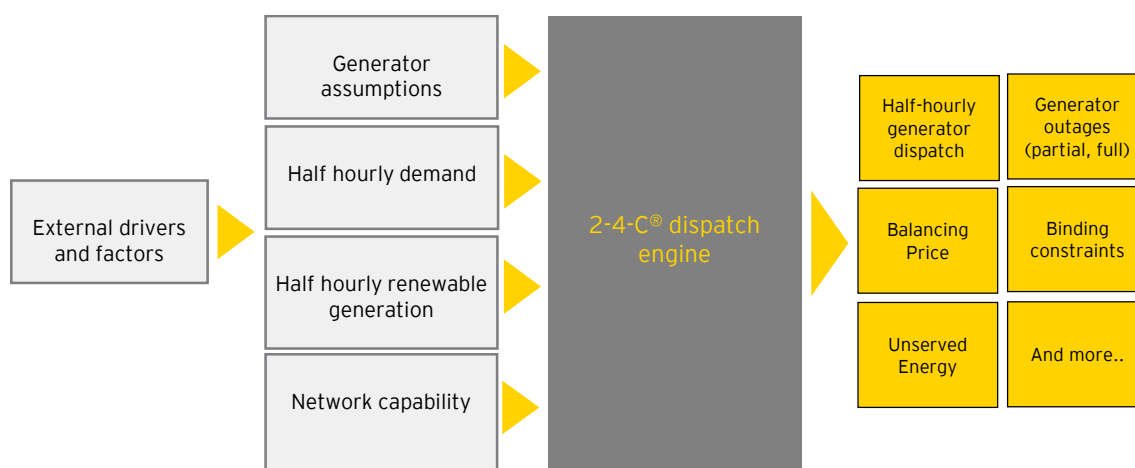 External drivers
and factors
Generator
assumptions
Half hourly demand
Half hourly renewable
generation
Network capability
2-4-C® dispatch
engine
Half-hourly
generator
dispatch
Generator
outages
(partial, full)
Balancing
Price
Binding
constraints
Unserved
Energy
And more..